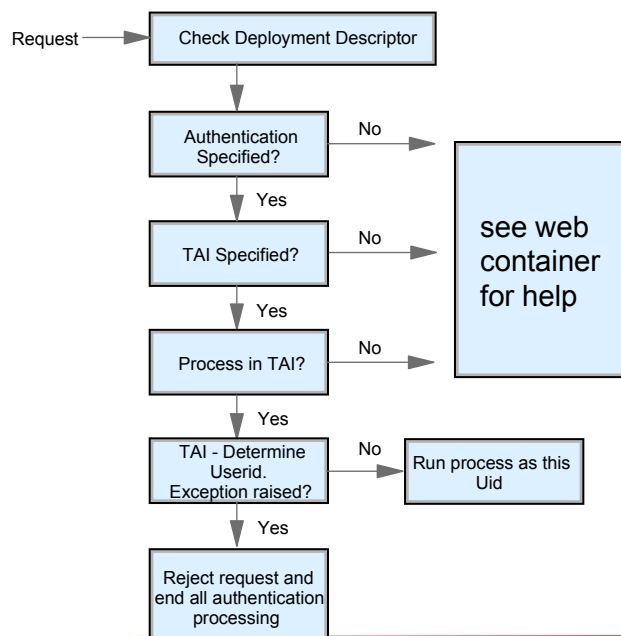 Request
Check Deployment Descriptor
Authentication
Specified?
No
see web
container
for help
Yes
TAI Specified?
No
Yes
Process in TAI?
No
Yes
TAI - Determine
Userid.
Exception raised?
No
Run process as this
Uid
Yes
Reject request and
end all authentication
processing